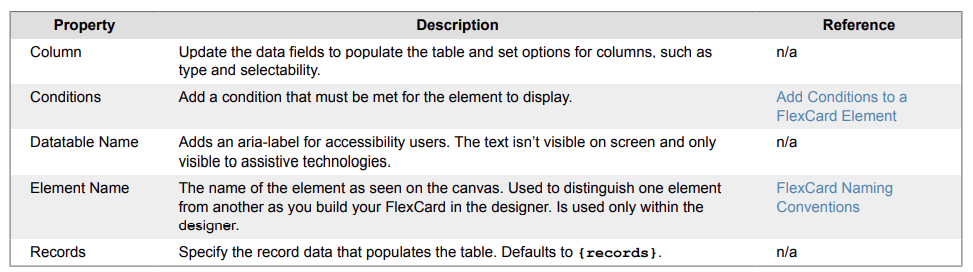 Property Description Reference
Column Update the data fields to populate the table and set options for columns, such as n/a
type and selectability.
Conditions Add a condition that must be met for the element to display. Add Conditions to a
FlexCard Element
Datatable Name Adds an aria-label for accessibility users. The text isn’t visible on screen and only n/a
visible to assistive technologies.
Element Name The name of the element as seen on the canvas. Used to distinguish one element FlexCard Naming
from another as you build your FlexCard in the designer. Is used only within the Conventions
designer.
Records Specify the record data that populates the table. Defaults to {records}. n/a